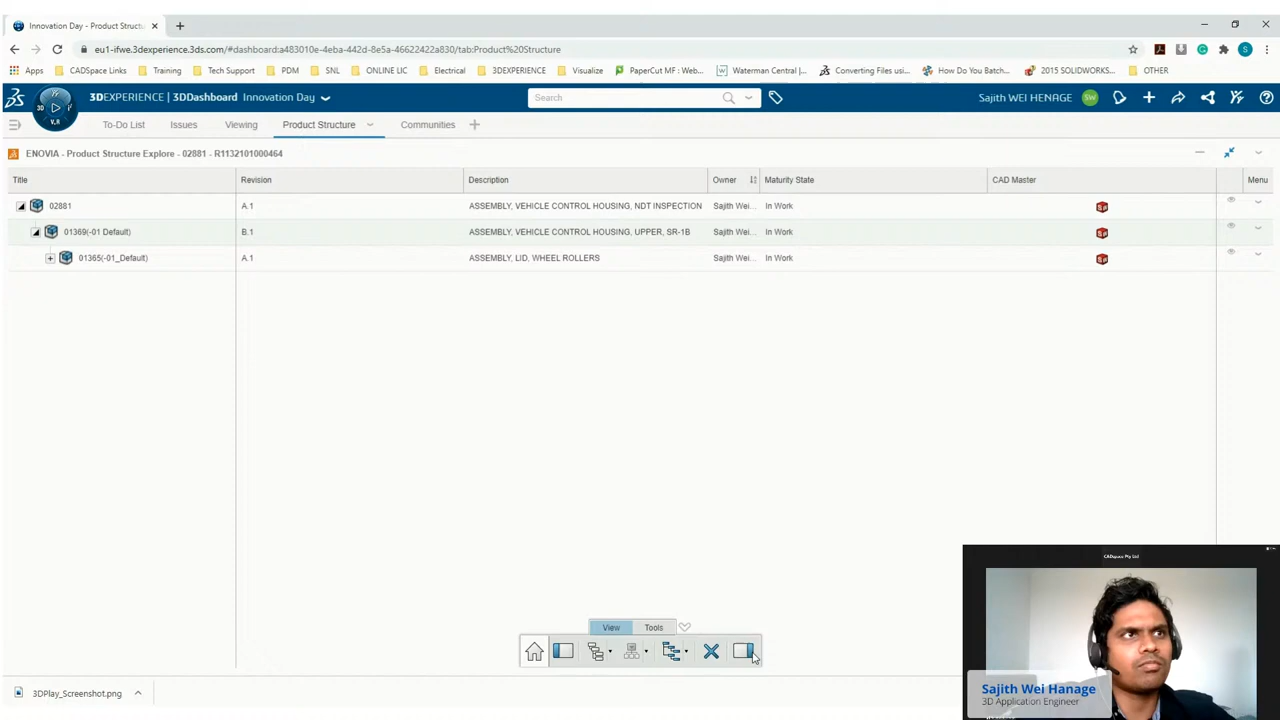 Innovation Day - Product Structu
eu1-ifwe.3dexperience.3ds.com/#dashboard:a483010e-4eba-442d-8e5a-46622422a830/tab:Product%20Structure
Apps CADSpace Links Training Tech Support PDM SNL ONLINE LIC Electrical 3DEXPERIENCE Visualize PaperCut MF : Web... Waterman Central |... Converting Files usi... How Do You Batch... 2015 SOLIDWORKS... OTHER
3DEXPERIENCE | 3DDashboard Innovation Day Search Sajith WEI HENAGE SW
3D V.R
To-Do List Issues Viewing Product Structure Communities
ENOVIA - Product Structure Explore - 02881 - R1132101000464
Title Revision Description Owner Maturity State CAD Master Menu
02881 A.1 ASSEMBLY, VEHICLE CONTROL HOUSING, NDT INSPECTION Sajith Wei... In Work
01369(-01 Default) B.1 ASSEMBLY, VEHICLE CONTROL HOUSING, UPPER, SR-1B Sajith Wei... In Work
01365(-01_Default) A.1 ASSEMBLY, LID, WHEEL ROLLERS Sajith Wei... In Work
CADspace Pty Ltd
View Tools
Sajith Wei Hanage
3D Application Engineer
3DPlay_Screenshot.png